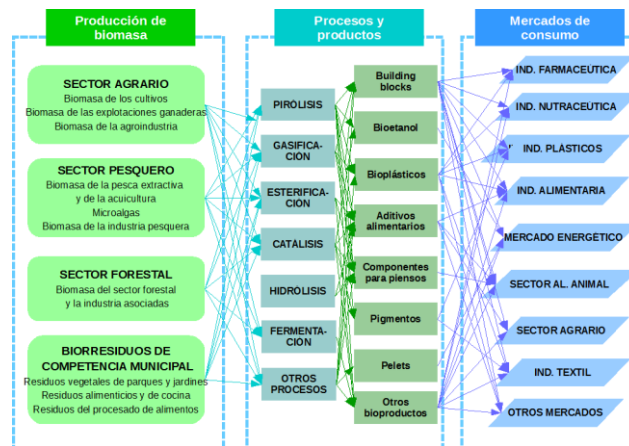 Producción de
biomasa
SECTOR AGRARIO
Biomasa de los cultivos
Biomasa de las explotaciones ganaderas
Biomasa de la agroindustria
SECTOR PESQUERO
Biomasa de la pesca extractiva
y de la acuicultura
Microalgas
Biomasa de la industria pesquera
SECTOR FORESTAL
Biomasa del sector forestal
y la industria asociadas
BIORRESIDUOS DE
COMPETENCIA MUNICIPAL
Residuos vegetales de parques y jardines
Residuos alimenticios y de cocina
Residuos del procesado de alimentos
Procesos y
productos
PIRÓLISIS
GASIFICA-
CIÓN
ESTERIFICA-
CIÓN
CATÁLISIS
HIDRÓLISIS
FERMENTA-
CIÓN
OTROS
PROCESOS
Building
blocks
Bioetanol
Bioplásticos
Aditivos
alimentarios
Componentes
para piensos
Pigmentos
Pelets
Otros
bioproductos
Mercados de
consumo
IND. FARMACEÚTICA
IND. NUTRACEÚTICA
IND. PLÀSTICOS
IND. ALIMENTARIA
MERCADO ENERGÉTICO
SECTOR AL. ANIMAL
SECTOR AGRARIO
IND. TEXTIL
OTROS MERCADOS